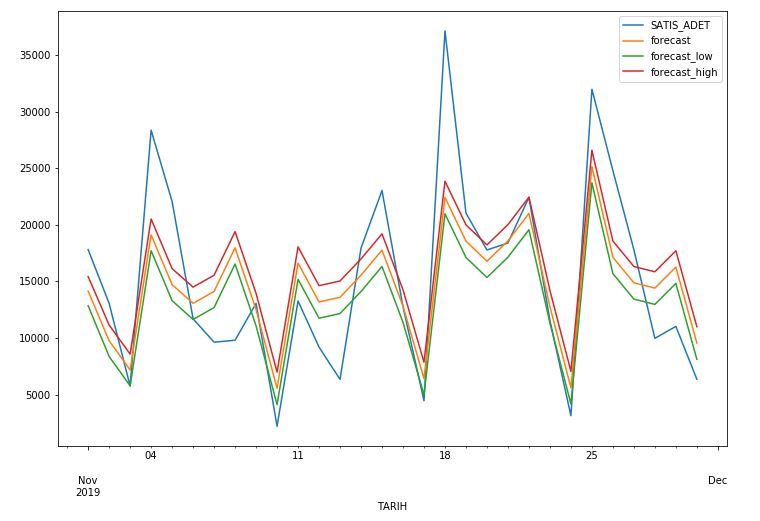 SATIS_ADET
forecast
forecast_low
forecast_high
35000
30000
25000
20000
15000
10000
5000
04
11
18
25
Nov
2019
Dec
TARIH